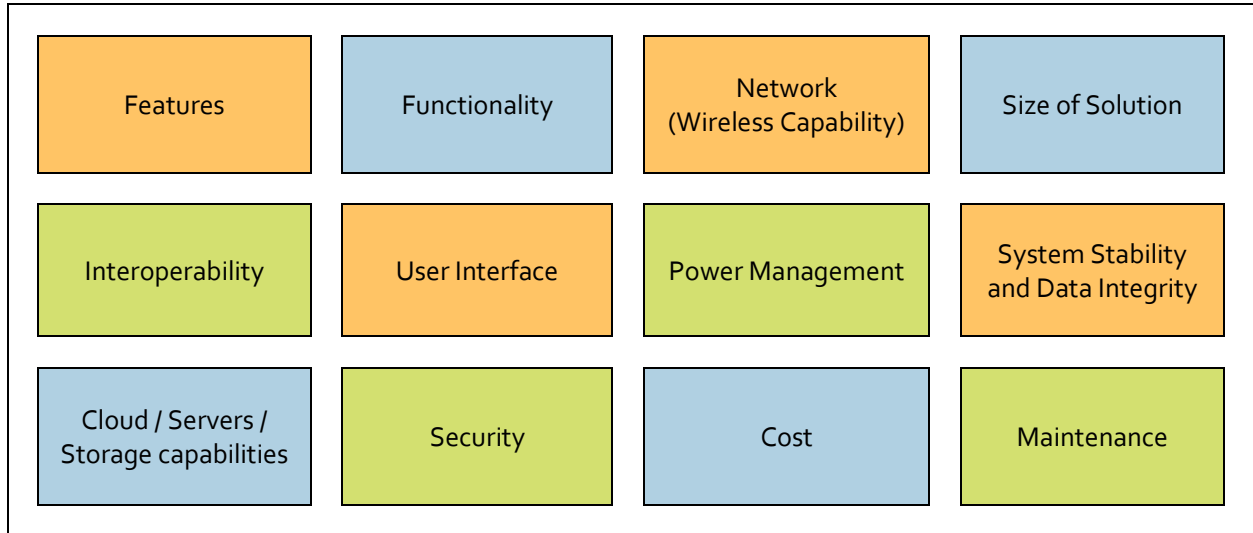 Features
Functionality
Network
(Wireless Capability)
Size of Solution
Interoperability
User Interface
Power Management
System Stability
and Data Integrity
Cloud / Servers /
Storage capabilities
Security
Cost
Maintenance